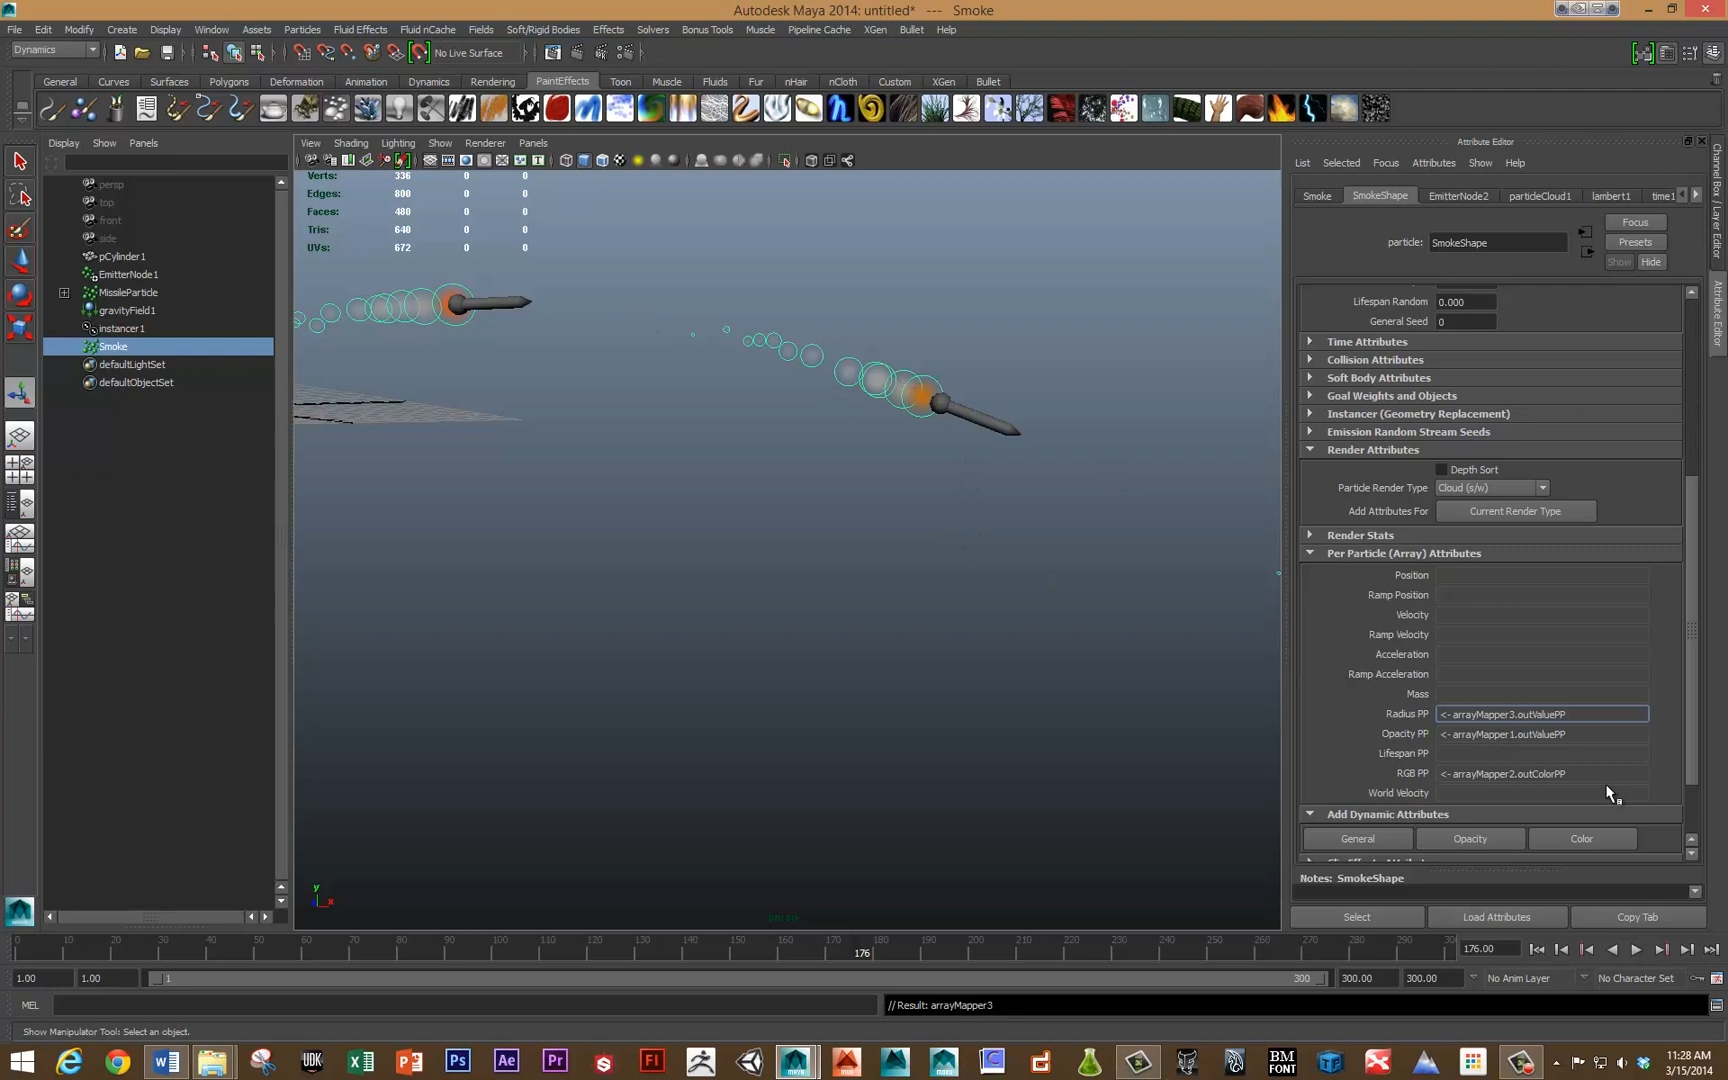 Autodesk Maya 2014: untitled* --- Smoke
File Edit Modify Create Display Window Assets Particles Fluid Effects Fluid nCache Fields Soft/Rigid Bodies Effects Solvers Bonus Tools Muscle Pipeline Cache XGen Bullet Help
Dynamics No Live Surface
General Curves Surfaces Polygons Deformation Animation Dynamics Rendering PaintEffects Toon Muscle Fluids Fur nHair nCloth Custom XGen Bullet
Display Show Panels
persp
top
front
side
pCylinder1
EmitterNode1
MissileParticle
gravityField1
instancer1
Smoke
defaultLightSet
defaultObjectSet
View Shading Lighting Show Renderer Panels
Verts: 336 0 0
Edges: 800 0 0
Faces: 480 0 0
Tris: 640 0 0
UVs: 672 0 0
y
x
Attribute Editor
List Selected Focus Attributes Show Help
Smoke SmokeShape EmitterNode2 particleCloud1 lambert1 time1
Focus
particle: SmokeShape Presets
Show Hide
Lifespan Random 0.000
General Seed 0
Time Attributes
Collision Attributes
Soft Body Attributes
Goal Weights and Objects
Instancer (Geometry Replacement)
Emission Random Stream Seeds
Render Attributes
Depth Sort
Particle Render Type Cloud (s/w)
Add Attributes For Current Render Type
Render Stats
Per Particle (Array) Attributes
Position
Ramp Position
Velocity
Ramp Velocity
Acceleration
Ramp Acceleration
Mass
Radius PP <- arrayMapper3.outValuePP
Opacity PP <- arrayMapper1.outValuePP
Lifespan PP
RGB PP <- arrayMapper2.outColorPP
World Velocity
Add Dynamic Attributes
General Opacity Color
Notes: SmokeShape
Select Load Attributes Copy Tab
Channel Box / Layer Editor
Attribute Editor
0 10 20 30 40 50 60 70 80 90 100 110 120 130 140 150 160 170 180 190 200 210 220 230 240 250 260 270 280 290 30
176
176.00
1.00 1.00 1 300 300.00 300.00 No Anim Layer No Character Set
MEL // Result: arrayMapper3
Show Manipulator Tool: Select an object.
UDK Ps Ae Pr Fl BM FONT
11:28 AM
3/15/2014